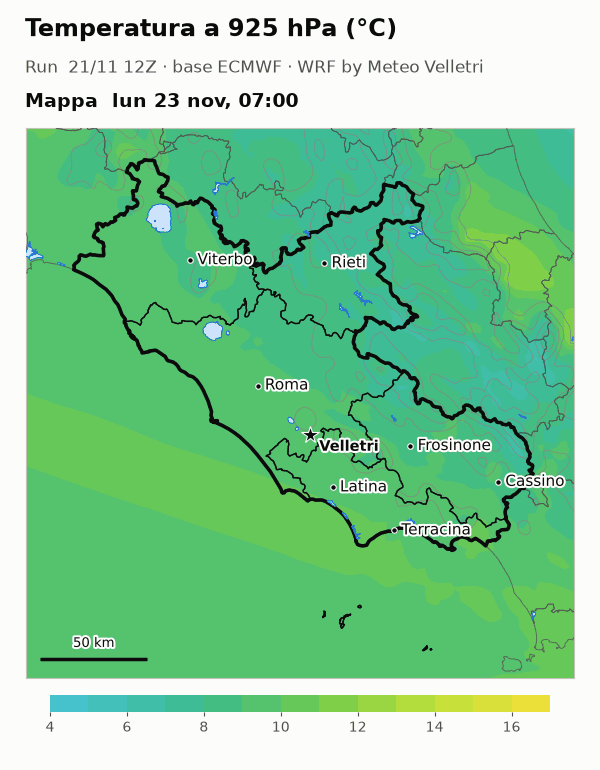 Temperatura a 925 hPa (°C)
Run  21/11 12Z · base ECMWF · WRF by Meteo Velletri
Mappa  lun 23 nov, 07:00
Viterbo
Rieti
Roma
Velletri
Frosinone
Latina
Cassino
Terracina
50 km
4 6 8 10 12 14 16